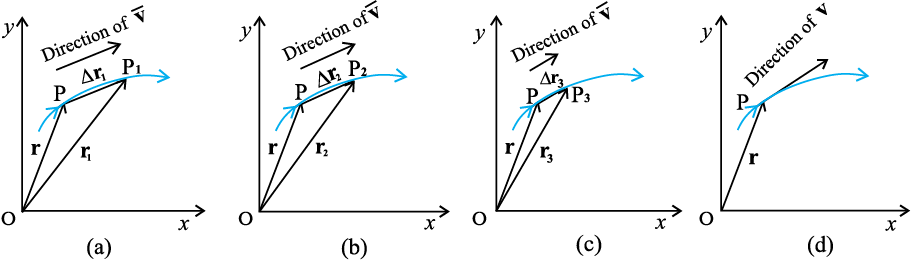 y
Direction of v̅
Δr₁
P
P₁
r
r₁
O
x
(a)
y
Direction of v̅
Δr₂
P
P₂
r
r₂
O
x
(b)
y
Direction of v̅
Δr₃
P
P₃
r
r₃
O
x
(c)
y
Direction of v
P
r
O
x
(d)